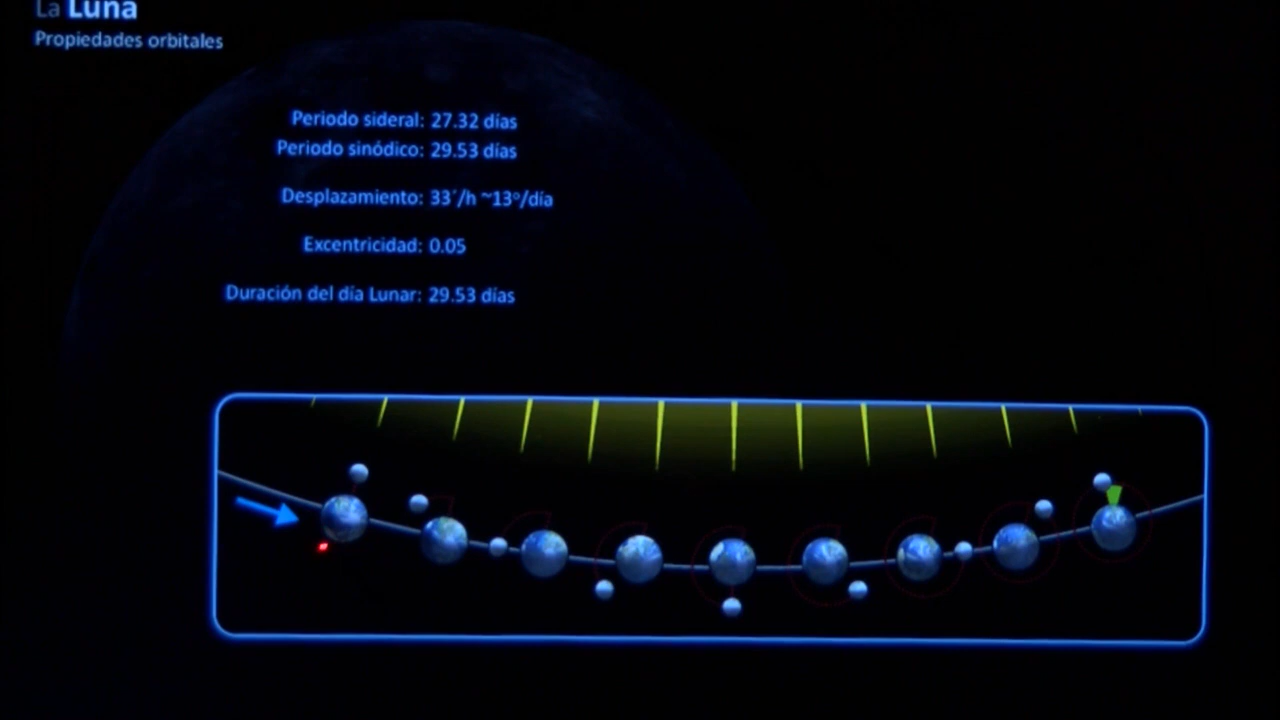 La Luna
Propiedades orbitales
Periodo sideral: 27.32 días
Periodo sinódico: 29.53 días
Desplazamiento: 33´/h ~13º/día
Excentricidad: 0.05
Duración del día Lunar: 29.53 días